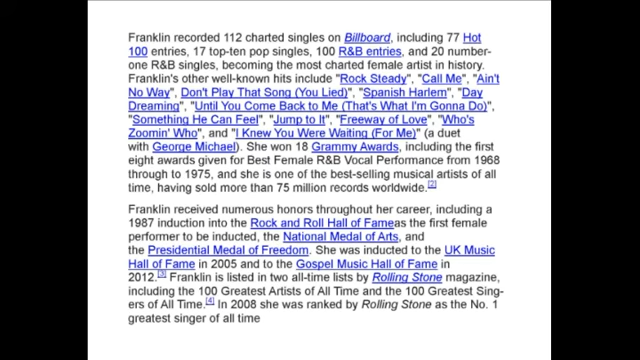 Franklin recorded 112 charted singles on Billboard, including 77 Hot
100 entries, 17 top-ten pop singles, 100 R&B entries, and 20 number-
one R&B singles, becoming the most charted female artist in history.
Franklin's other well-known hits include "Rock Steady", "Call Me", "Ain't
No Way", Don't Play That Song (You Lied)", "Spanish Harlem", "Day
Dreaming", "Until You Come Back to Me (That's What I'm Gonna Do)",
"Something He Can Feel", "Jump to It", "Freeway of Love", "Who's
Zoomin' Who", and "I Knew You Were Waiting (For Me)" (a duet
with George Michael). She won 18 Grammy Awards, including the first
eight awards given for Best Female R&B Vocal Performance from 1968
through to 1975, and she is one of the best-selling musical artists of all
time, having sold more than 75 million records worldwide.[2]
Franklin received numerous honors throughout her career, including a
1987 induction into the Rock and Roll Hall of Fameas the first female
performer to be inducted, the National Medal of Arts, and
the Presidential Medal of Freedom. She was inducted to the UK Music
Hall of Fame in 2005 and to the Gospel Music Hall of Fame in
2012.[3] Franklin is listed in two all-time lists by Rolling Stone magazine,
including the 100 Greatest Artists of All Time and the 100 Greatest Sing-
ers of All Time.[4] In 2008 she was ranked by Rolling Stone as the No. 1
greatest singer of all time